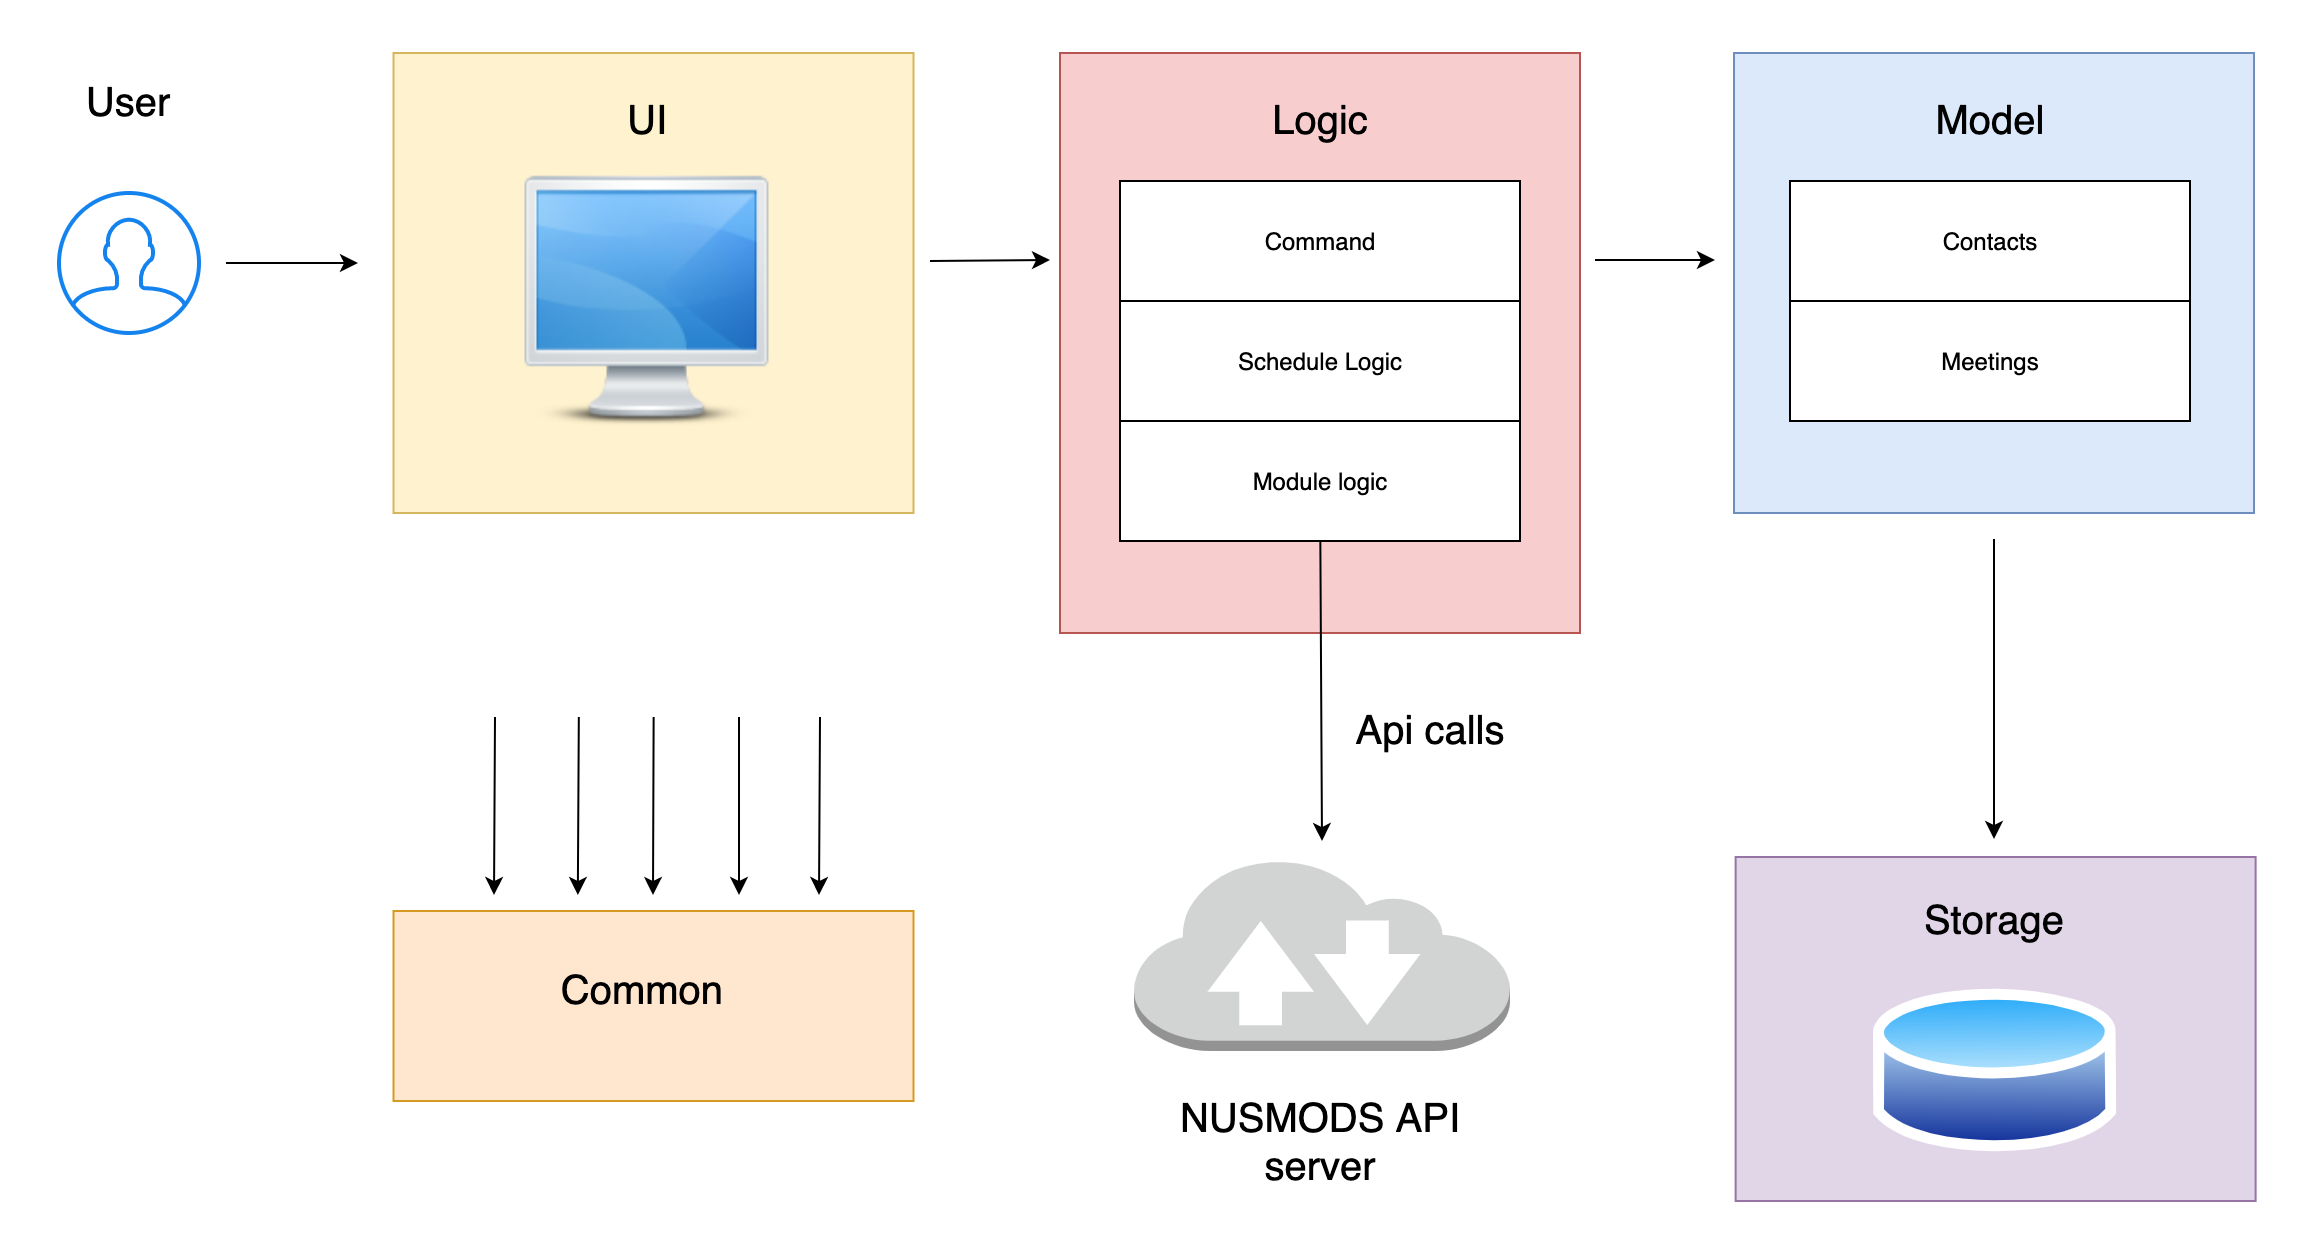 User
UI
Logic
Command
Schedule Logic
Module logic
Model
Contacts
Meetings
Api calls
Common
NUSMODS API
server
Storage